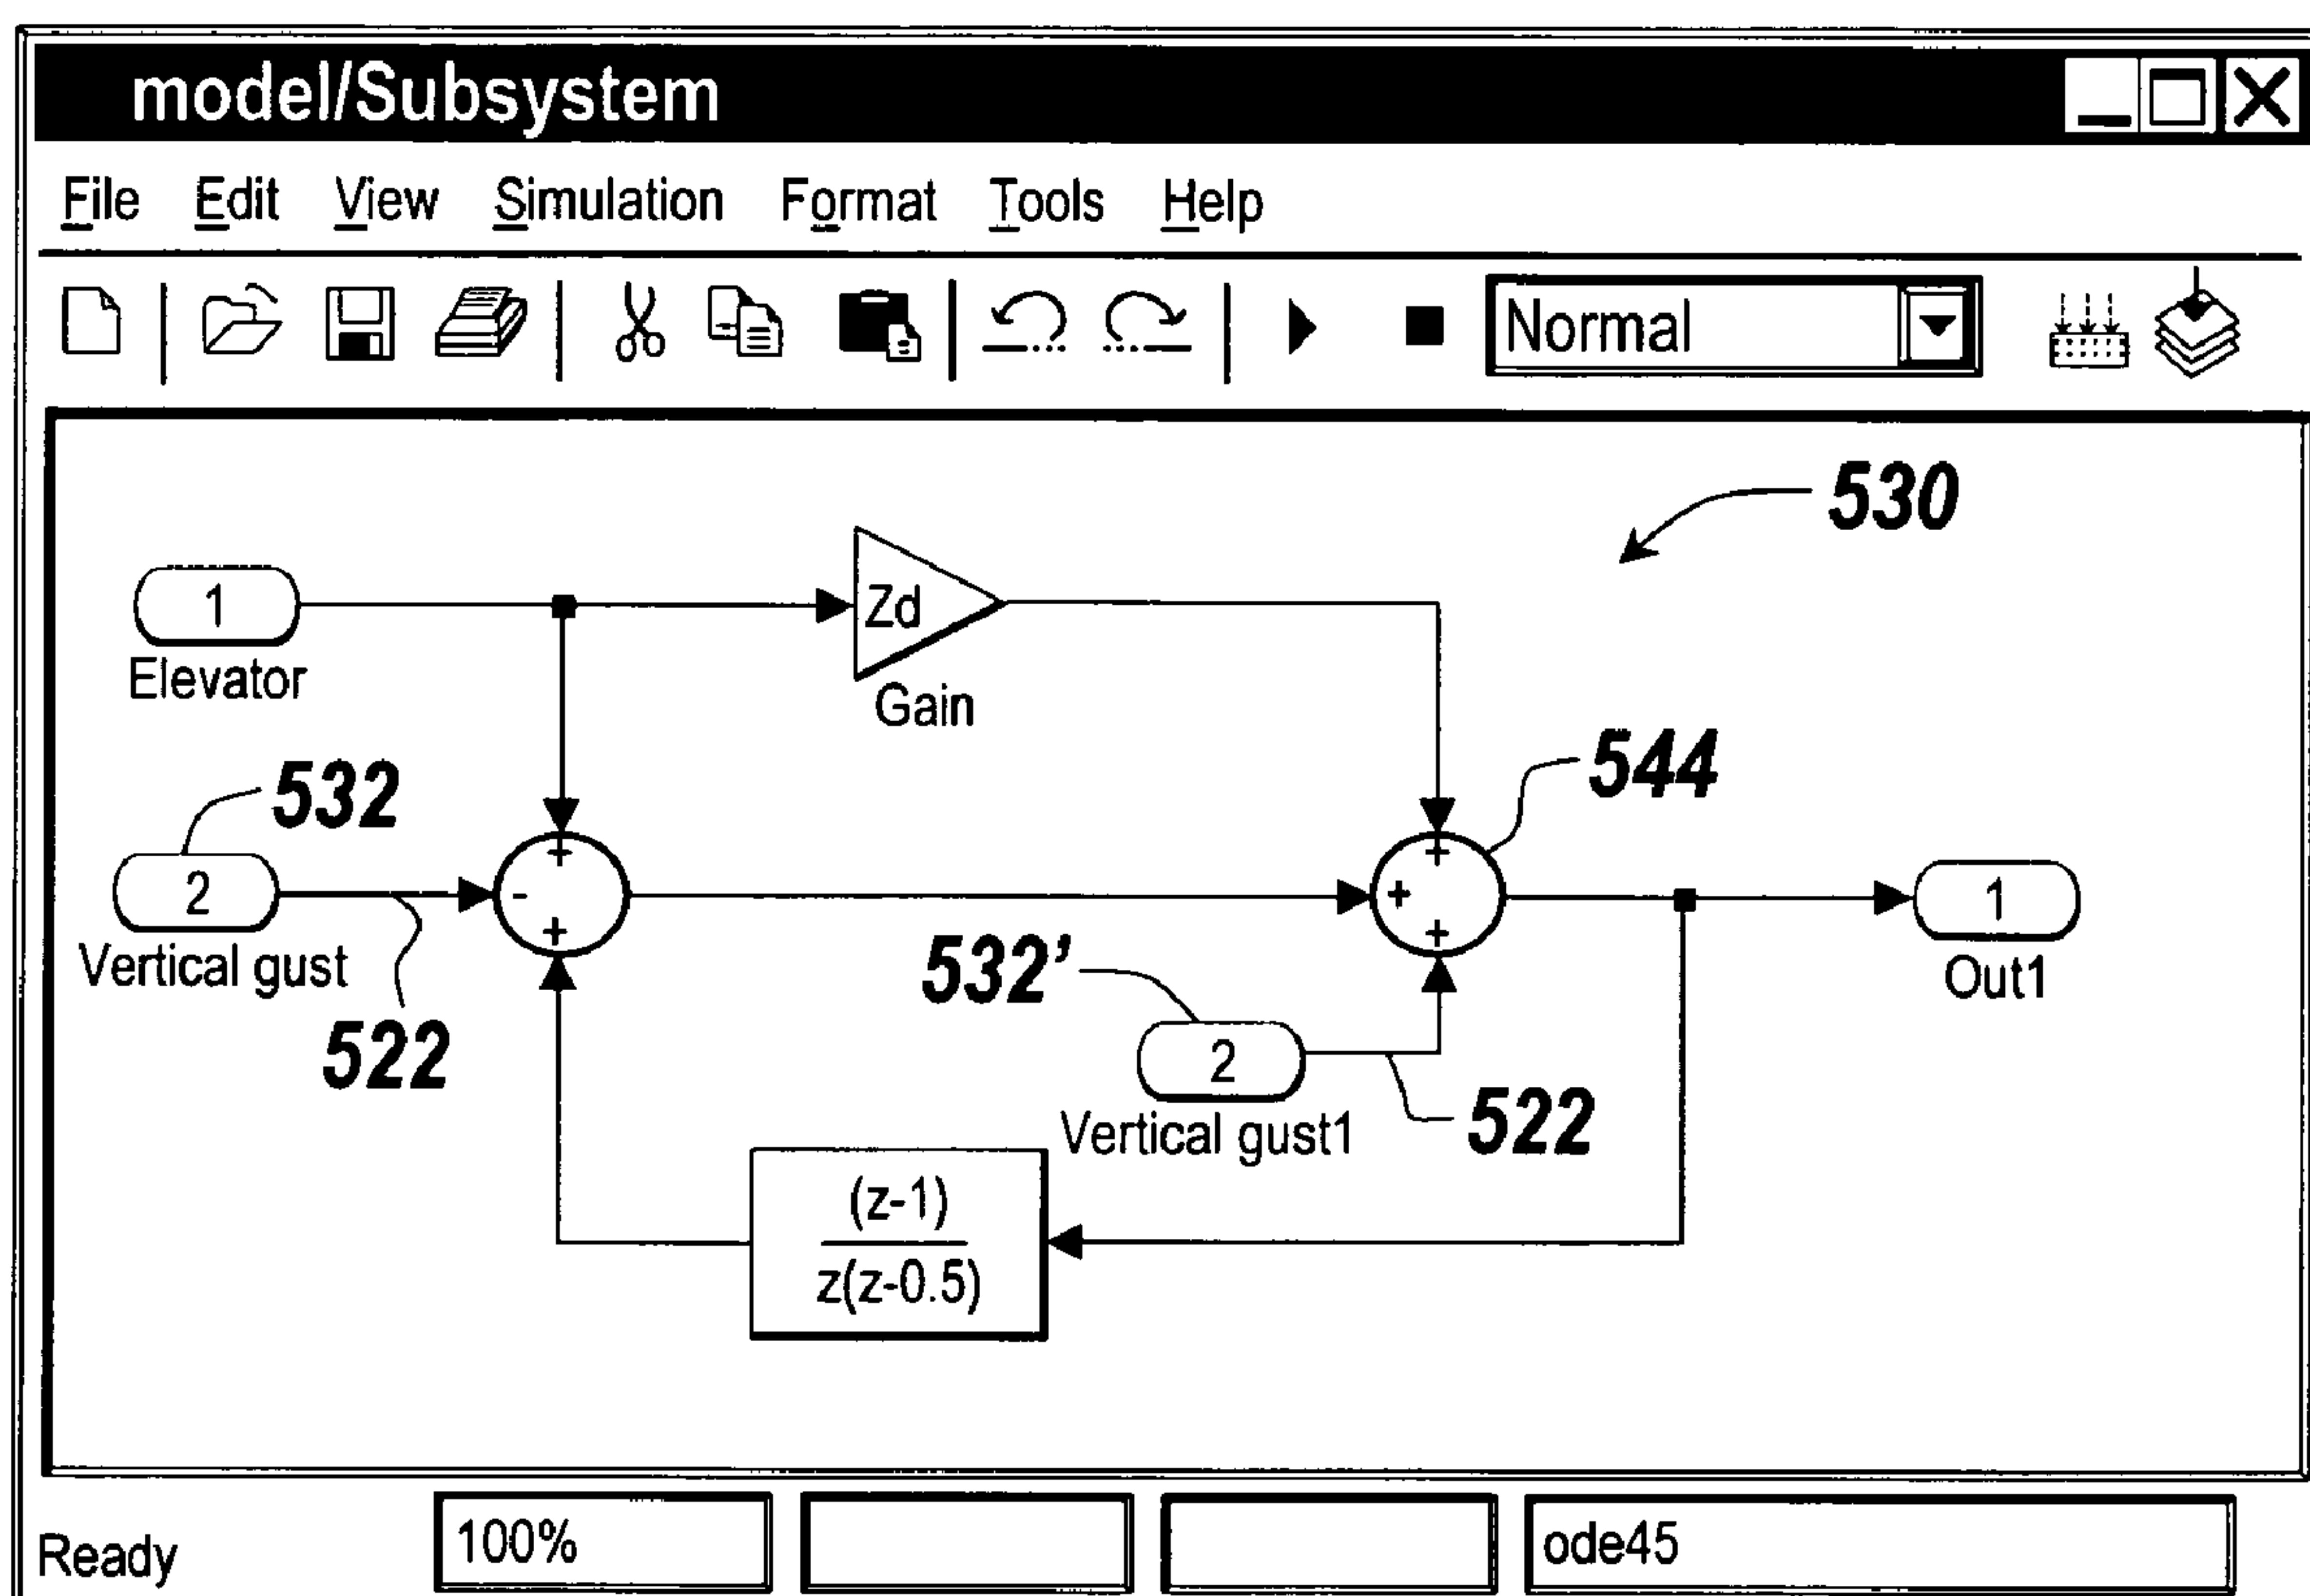 model/Subsystem
File Edit View Simulation Format Tools Help
Normal
530
1
Zd
Elevator
Gain
532
544
2
- + +
+ + +
1
Vertical gust
532'
Out1
522
2
522
Vertical gust1
(z-1)
z(z-0.5)
Ready 100% ode45